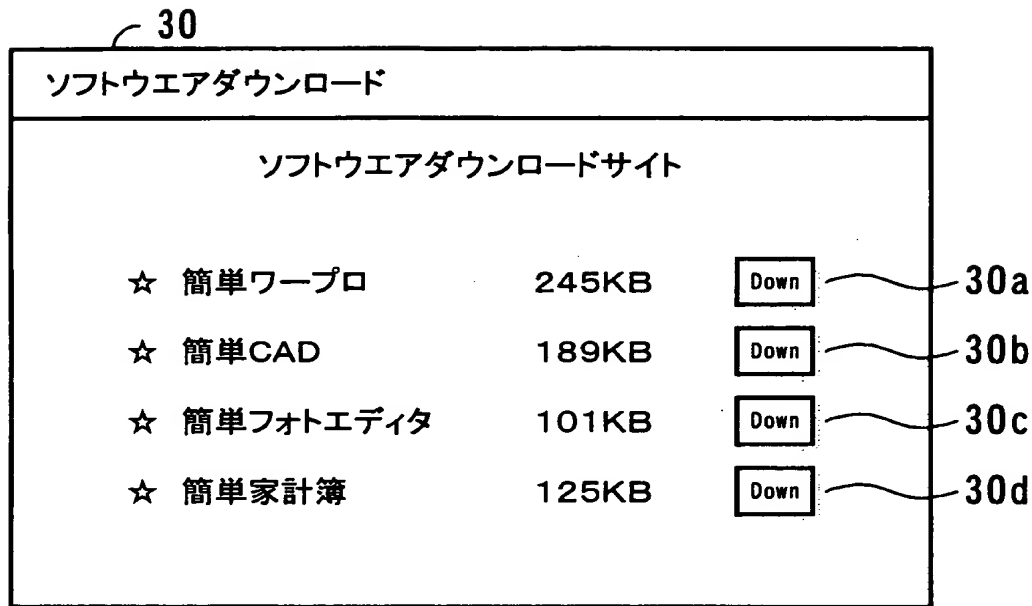 30
ソフトウエアダウンロード
ソフトウエアダウンロードサイト
☆ 簡単ワープロ 245KB Down 30a
☆ 簡単CAD 189KB Down 30b
☆ 簡単フォトエディタ 101KB Down 30c
☆ 簡単家計簿 125KB Down 30d